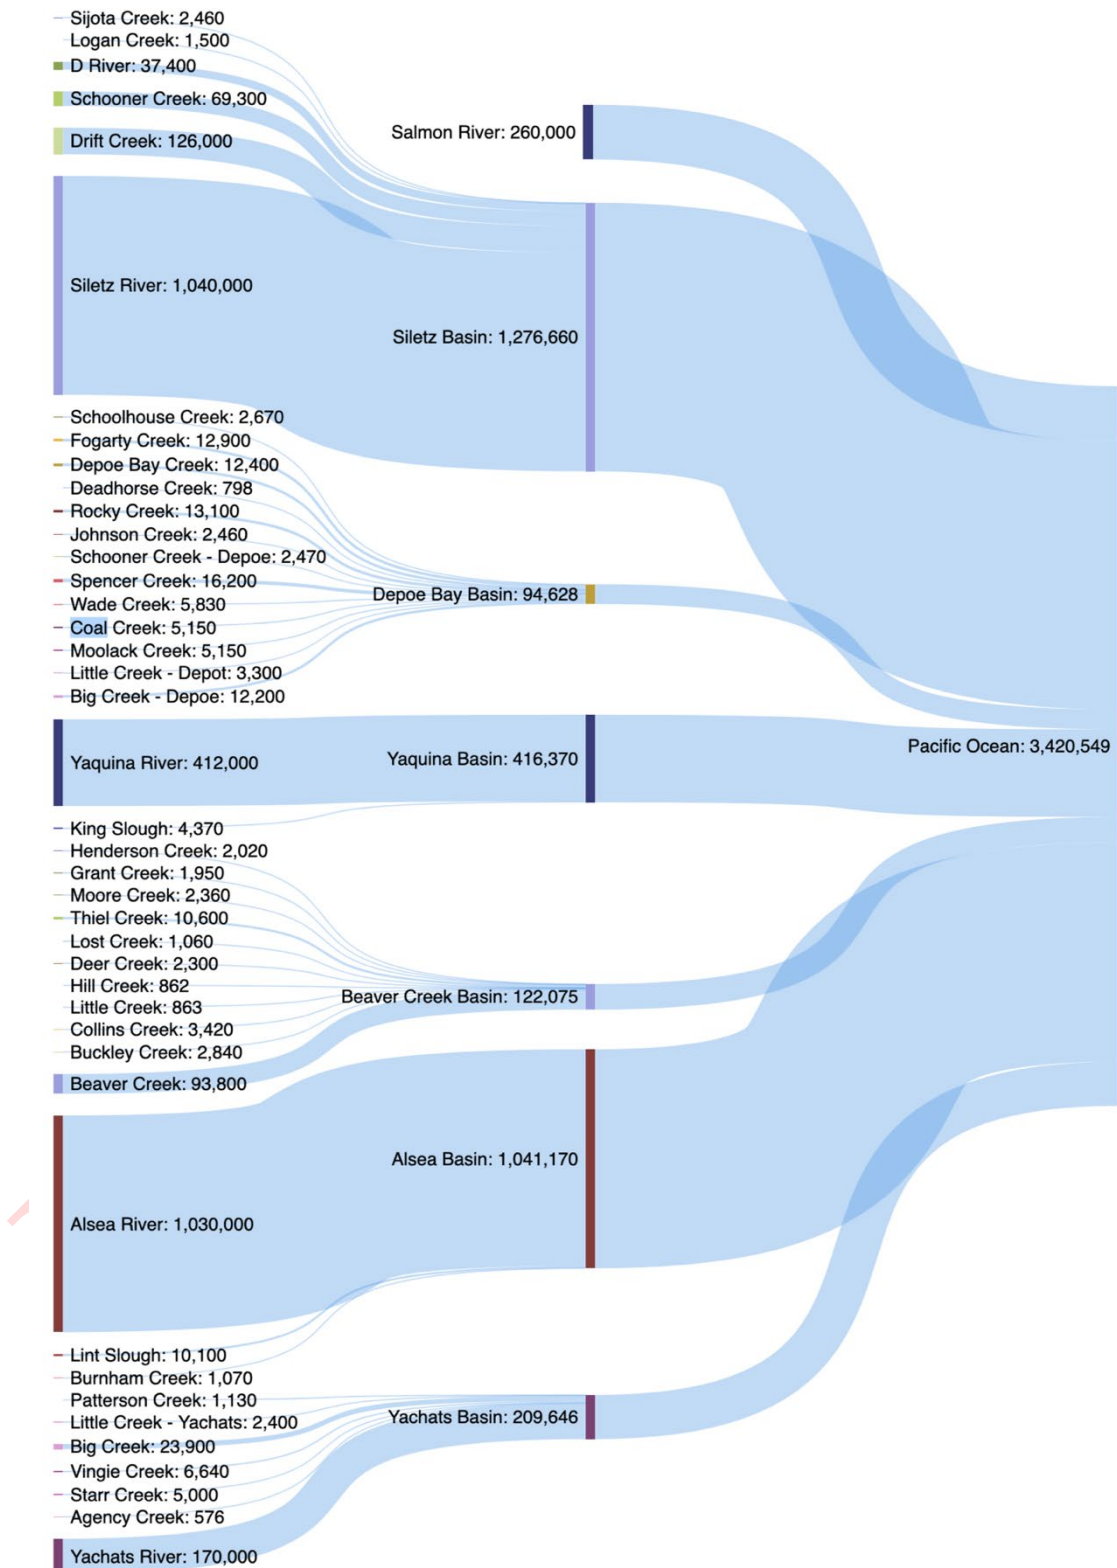 Sijota Creek: 2,460
Logan Creek: 1,500
D River: 37,400
Schooner Creek: 69,300
Drift Creek: 126,000
Siletz River: 1,040,000
Schoolhouse Creek: 2,670
Fogarty Creek: 12,900
Depoe Bay Creek: 12,400
Deadhorse Creek: 798
Rocky Creek: 13,100
Johnson Creek: 2,460
Schooner Creek - Depoe: 2,470
Spencer Creek: 16,200
Wade Creek: 5,830
Coal Creek: 5,150
Moolack Creek: 5,150
Little Creek - Depot: 3,300
Big Creek - Depoe: 12,200
Yaquina River: 412,000
King Slough: 4,370
Henderson Creek: 2,020
Grant Creek: 1,950
Moore Creek: 2,360
Thiel Creek: 10,600
Lost Creek: 1,060
Deer Creek: 2,300
Hill Creek: 862
Little Creek: 863
Collins Creek: 3,420
Buckley Creek: 2,840
Beaver Creek: 93,800
Alsea River: 1,030,000
Lint Slough: 10,100
Burnham Creek: 1,070
Patterson Creek: 1,130
Little Creek - Yachats: 2,400
Big Creek: 23,900
Vingie Creek: 6,640
Starr Creek: 5,000
Agency Creek: 576
Yachats River: 170,000
Salmon River: 260,000
Siletz Basin: 1,276,660
Depoe Bay Basin: 94,628
Yaquina Basin: 416,370
Beaver Creek Basin: 122,075
Alsea Basin: 1,041,170
Yachats Basin: 209,646
Pacific Ocean: 3,420,549